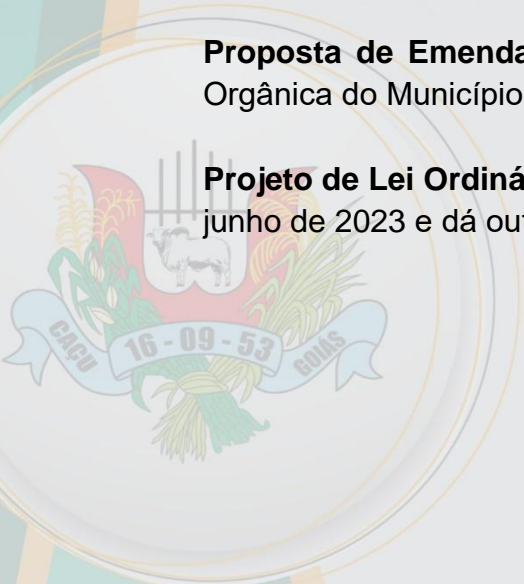 Proposta de Emenda
Orgânica do Município
Projeto de Lei Ordiná
junho de 2023 e dá out
CAÇU 16 - 09 - 53 GOIÁS